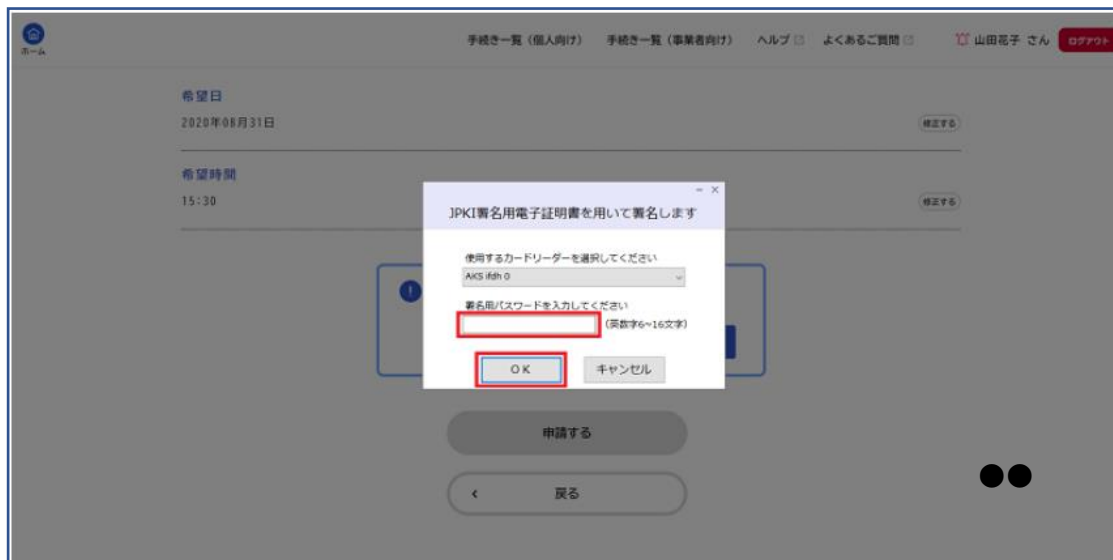 ホーム
手続き一覧（個人向け） 手続き一覧（事業者向け） ヘルプ よくあるご質問 山田花子 さん ログアウト
希望日
2020年08月31日 修正する
希望時間
15:30 修正する
JPKI署名用電子証明書を用いて署名します
使用するカードリーダーを選択してください
AKS ifdh 0
署名用パスワードを入力してください
（英数字6~16文字）
OK キャンセル
申請する
戻る
●●